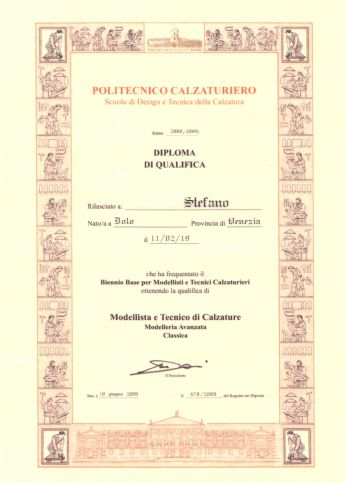 POLITECNICO CALZATURIERO
Scuola di Design e Tecnica della Calzatura
Anno 2008/2009
DIPLOMA
DI QUALIFICA
Rilasciato a: Stefano
Nato/a a Dolo Provincia di Venezia
il 11/02/19
che ha frequentato il
Biennio Base per Modellisti e Tecnici Calzaturieri
ottenendo la qualifica di
Modellista e Tecnico di Calzature
Modelleria Avanzata
Classica
Il Presidente
Stra, li 18 giugno 2009 N. 678/2009 del Registro dei Diplomi